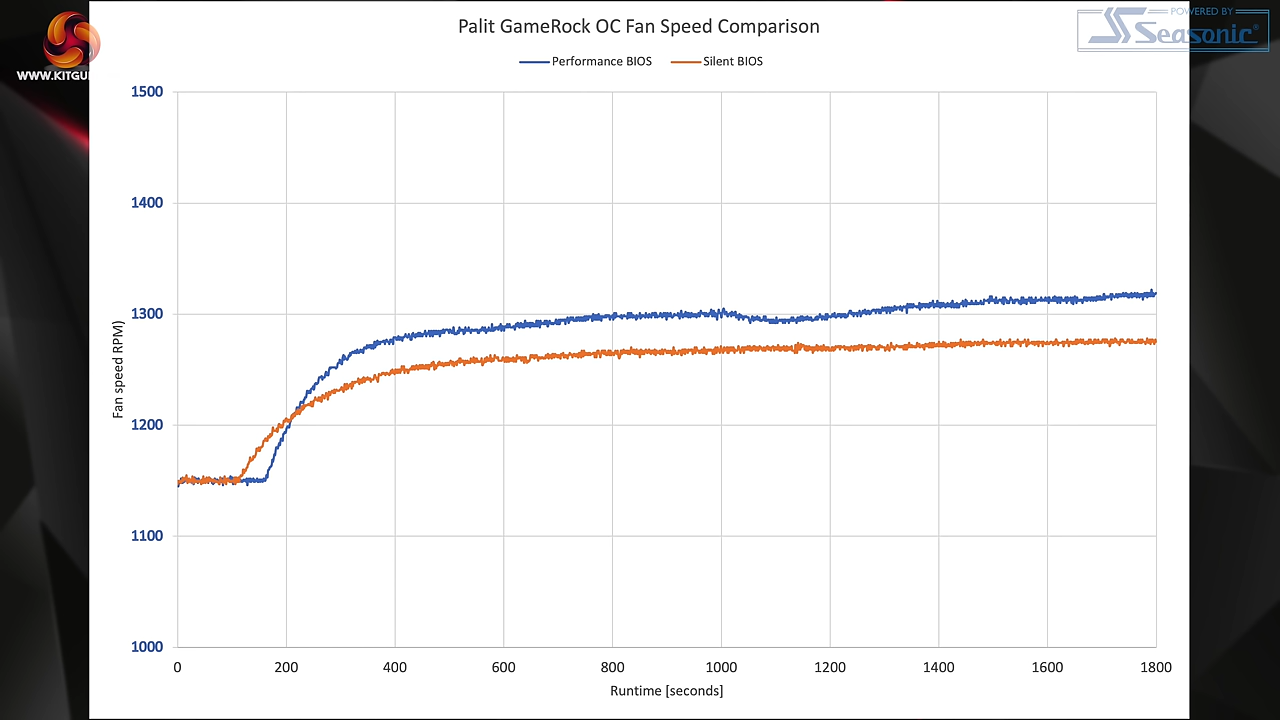 Palit GameRock OC Fan Speed Comparison
POWERED BY
Seasonic®
WWW.KITGU
Performance BIOS
Silent BIOS
1500
1400
1300
1200
1100
1000
Fan speed RPM)
0 200 400 600 800 1000 1200 1400 1600 1800
Runtime [seconds]